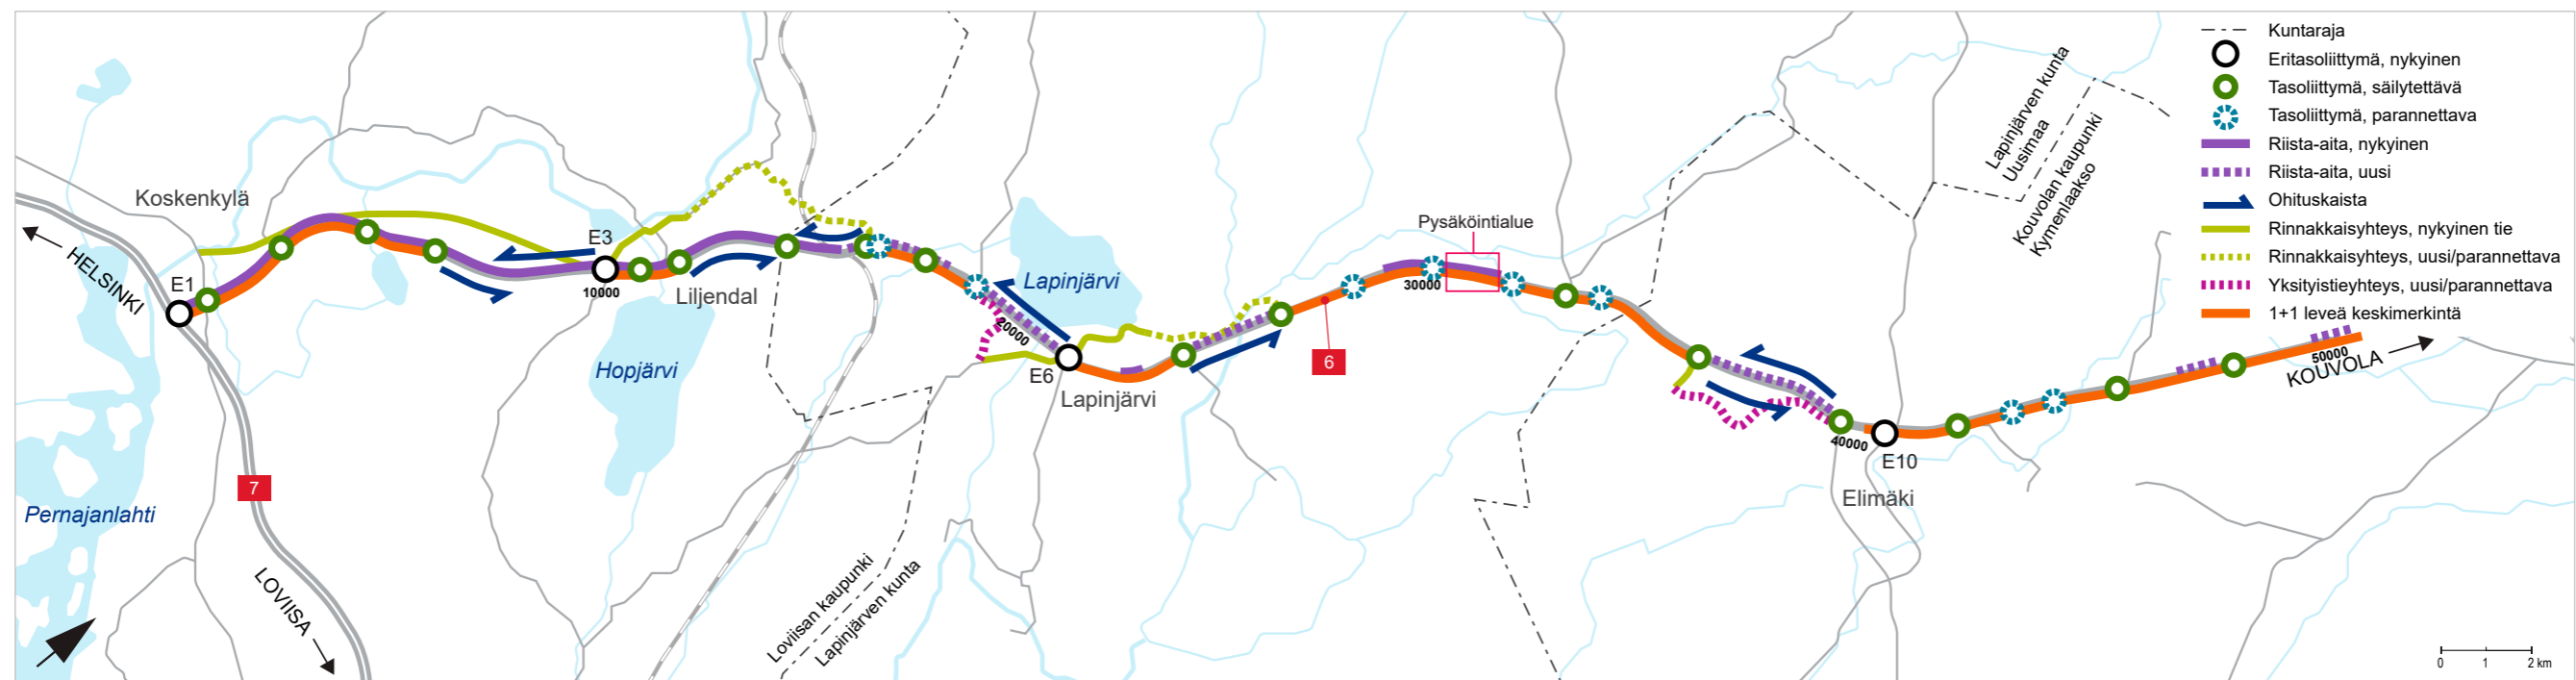 Kuntaraja
Eritasoliittymä, nykyinen
Tasoliittymä, säilytettävä
Tasoliittymä, parannettava
Riista-aita, nykyinen
Riista-aita, uusi
Ohituskaista
Rinnakkaisyhteys, nykyinen tie
Rinnakkaisyhteys, uusi/parannettava
Yksityistieyhteys, uusi/parannettava
1+1 leveä keskimerkintä
Koskenkylä
HELSINKI
E1
7
Pernajanlahti
LOVIISA
E3
10000
Liljendal
Hopjärvi
Loviisan kaupunki
Lapinjärven kunta
20000
Lapinjärvi
E6
Lapinjärvi
6
Pysäköintialue
30000
Lapinjärven kunta
Uusimaa
Kouvolan kaupunki
Kymenlaakso
40000
E10
Elimäki
50000
KOUVOLA
0 1 2 km